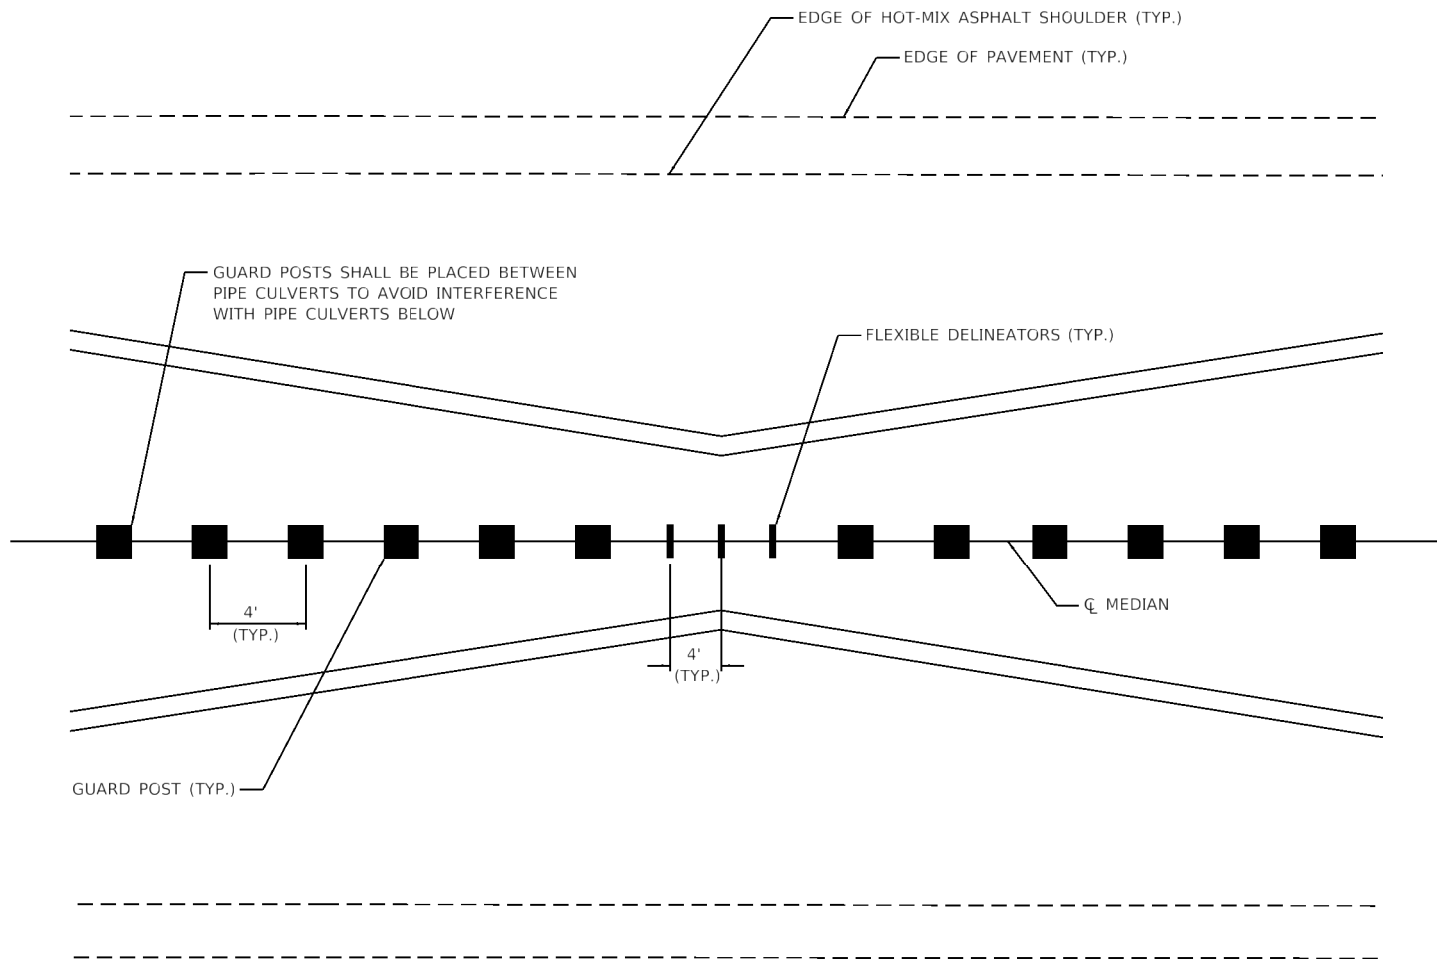 EDGE OF HOT-MIX ASPHALT SHOULDER (TYP.)
EDGE OF PAVEMENT (TYP.)
GUARD POSTS SHALL BE PLACED BETWEEN
PIPE CULVERTS TO AVOID INTERFERENCE
WITH PIPE CULVERTS BELOW
FLEXIBLE DELINEATORS (TYP.)
4'
(TYP.)
℄ MEDIAN
4'
(TYP.)
GUARD POST (TYP.)